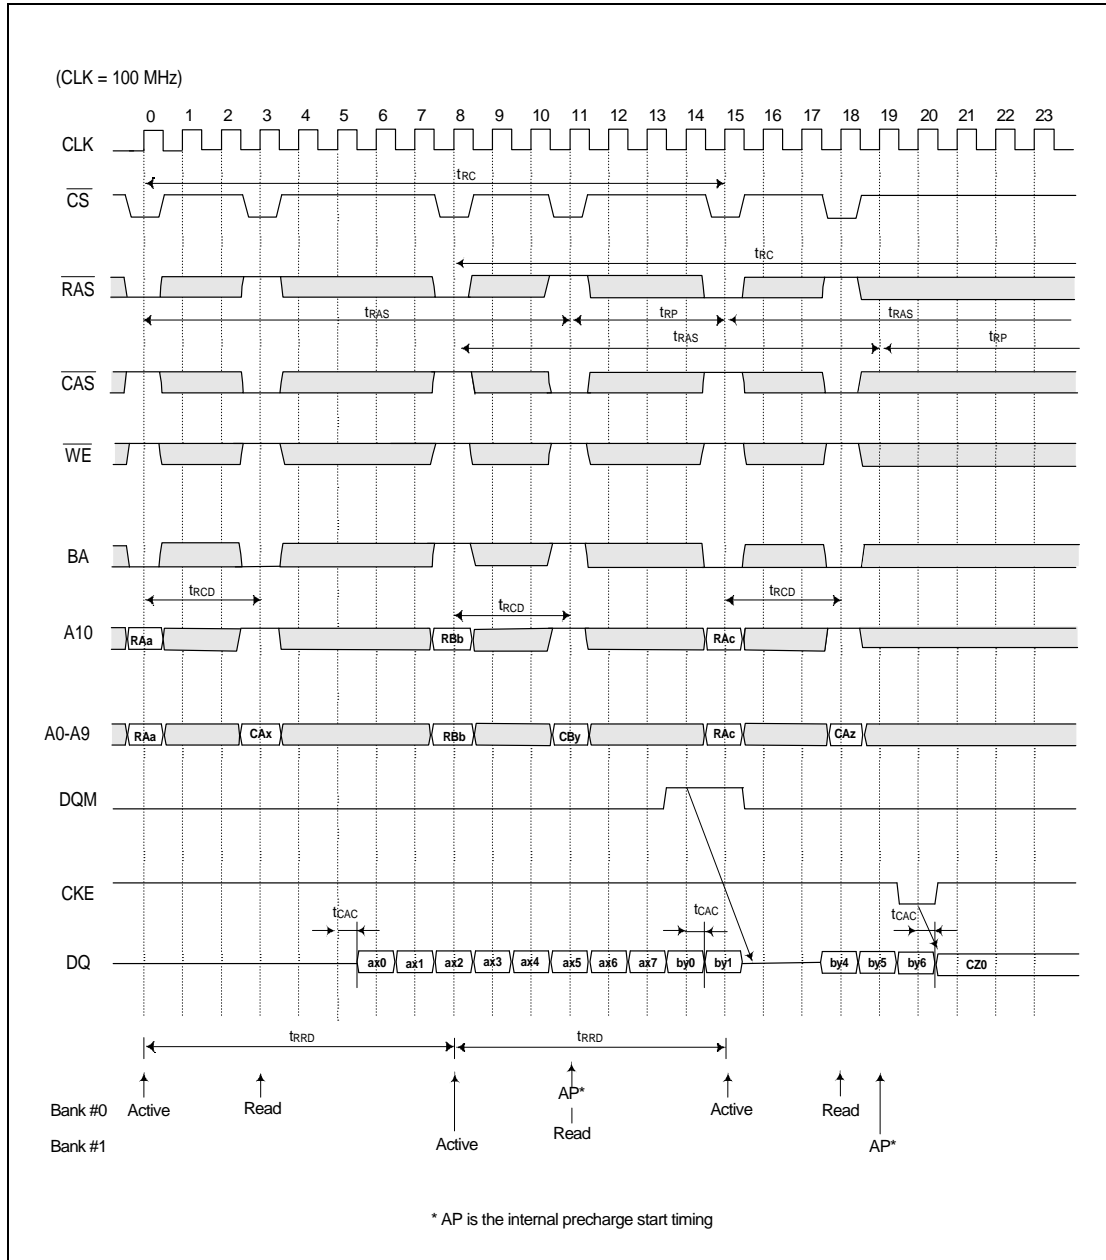 (CLK = 100 MHz)
0 1 2 3 4 5 6 7 8 9 10 11 12 13 14 15 16 17 18 19 20 21 22 23
CLK
tRC
CS
tRC
RAS
tRAS tRP tRAS
tRAS tRP
CAS
WE
BA
tRCD tRCD tRCD
A10 RAa RBb RAc
A0-A9 RAa CAx RBb CBy RAc CAz
DQM
CKE
tCAC tCAC tCAC
DQ ax0 ax1 ax2 ax3 ax4 ax5 ax6 ax7 by0 by1 by4 by5 by6 CZ0
tRRD tRRD
AP*
Bank #0 Active Read Active Read
Read
Bank #1 Active AP*
* AP is the internal precharge start timing